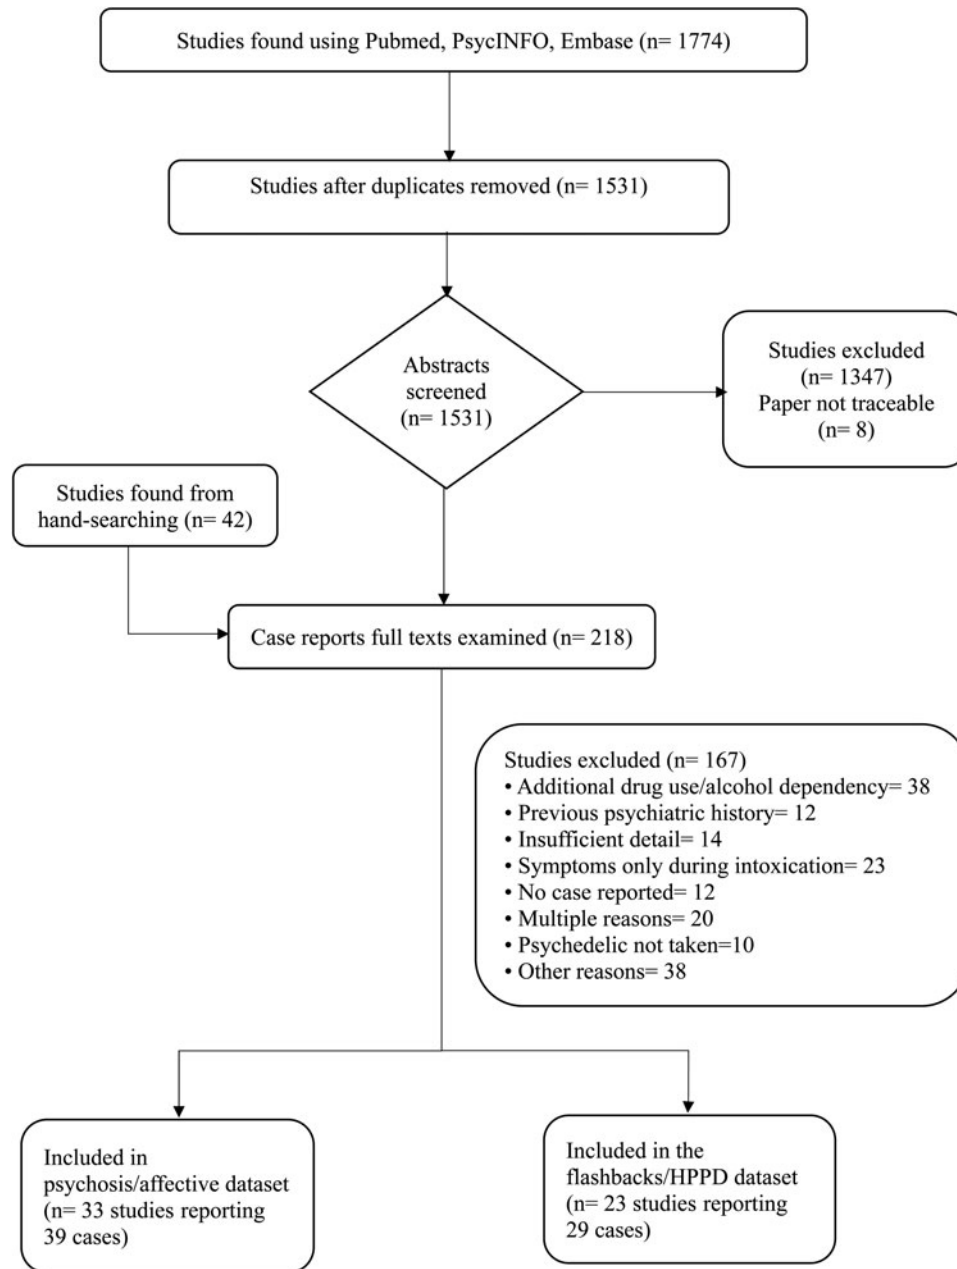 Studies found using Pubmed, PsycINFO, Embase (n= 1774)
Studies after duplicates removed (n= 1531)
Abstracts
screened
(n= 1531)
Studies excluded
(n= 1347)
Paper not traceable
(n= 8)
Studies found from
hand-searching (n= 42)
Case reports full texts examined (n= 218)
Studies excluded (n= 167)
• Additional drug use/alcohol dependency= 38
• Previous psychiatric history= 12
• Insufficient detail= 14
• Symptoms only during intoxication= 23
• No case reported= 12
• Multiple reasons= 20
• Psychedelic not taken=10
• Other reasons= 38
Included in
psychosis/affective dataset
(n= 33 studies reporting
39 cases)
Included in the
flashbacks/HPPD dataset
(n= 23 studies reporting
29 cases)